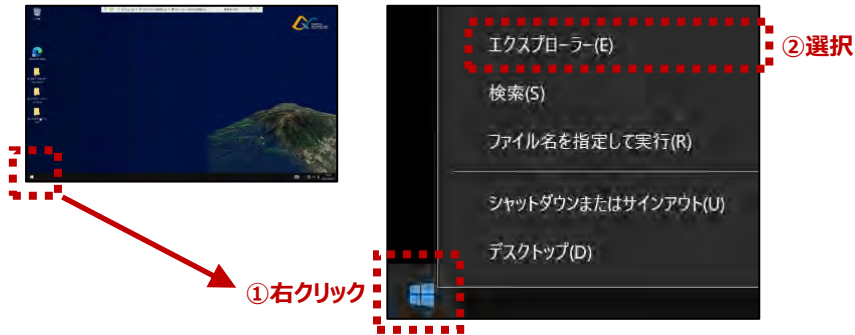 エクスプローラー(E)
②選択
検索(S)
ファイル名を指定して実行(R)
シャットダウンまたはサインアウト(U)
デスクトップ(D)
①右クリック